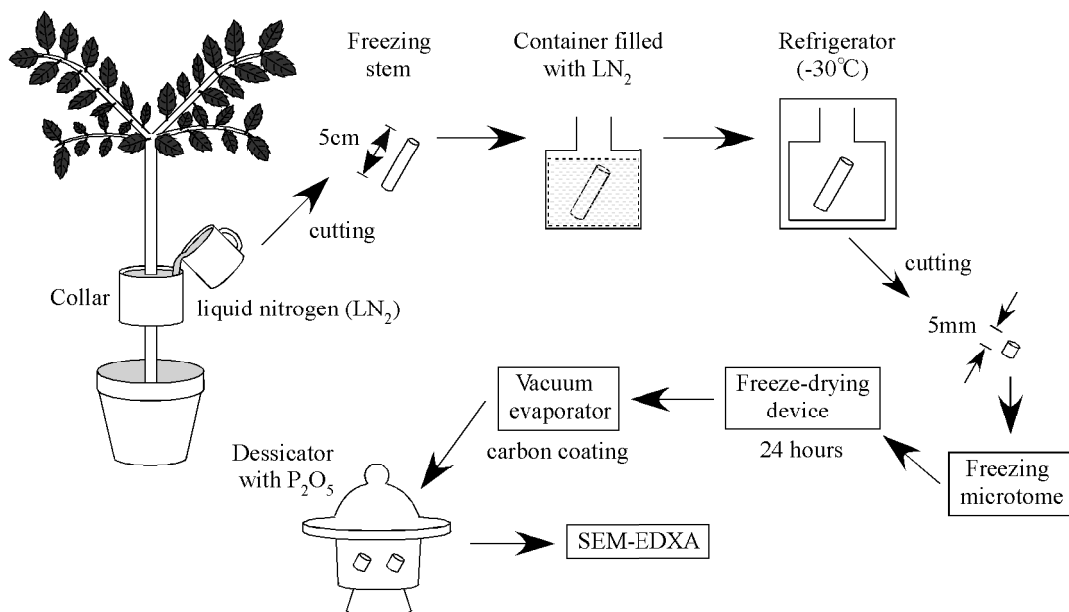 Freezing
stem
5cm
cutting
Collar
liquid nitrogen (LN₂)
Container filled
with LN₂
Refrigerator
(-30℃)
cutting
5mm
Freezing
microtome
Freeze-drying
device
24 hours
Vacuum
evaporator
carbon coating
Dessicator
with P₂O₅
SEM-EDXA